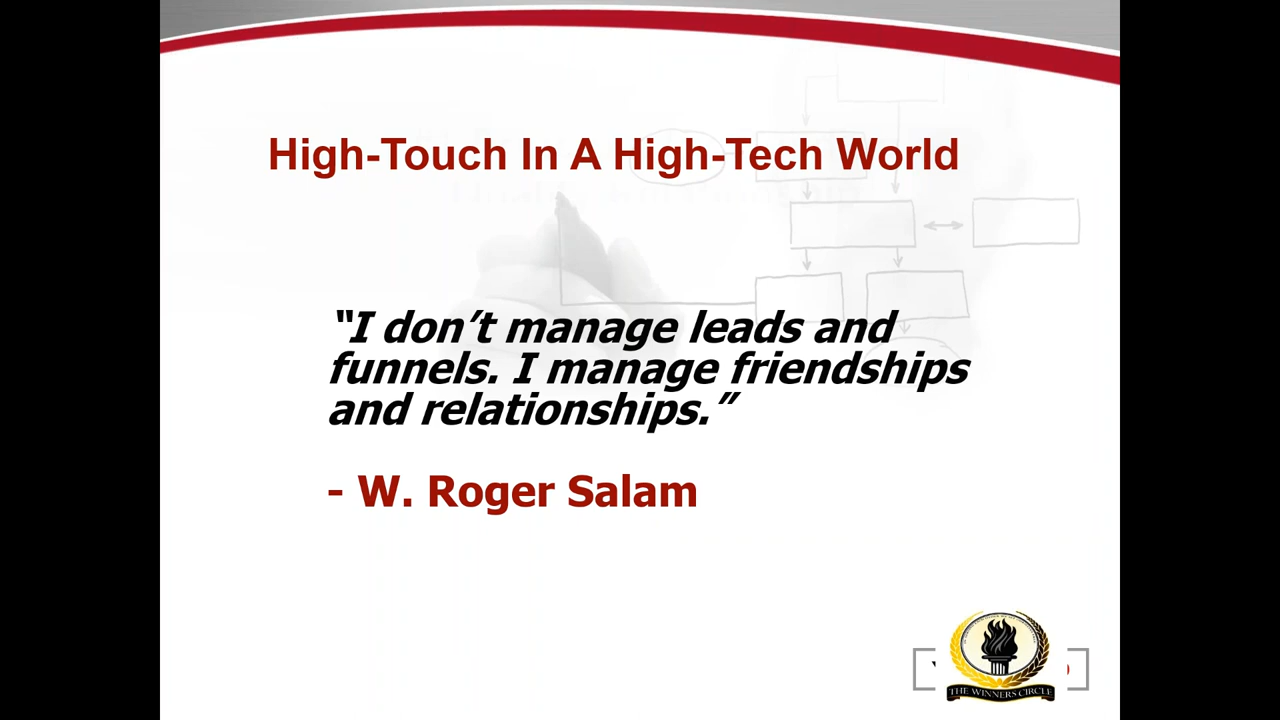 High-Touch In A High-Tech World
“I don’t manage leads and
funnels. I manage friendships
and relationships.”
- W. Roger Salam
THE WINNERS CIRCLE